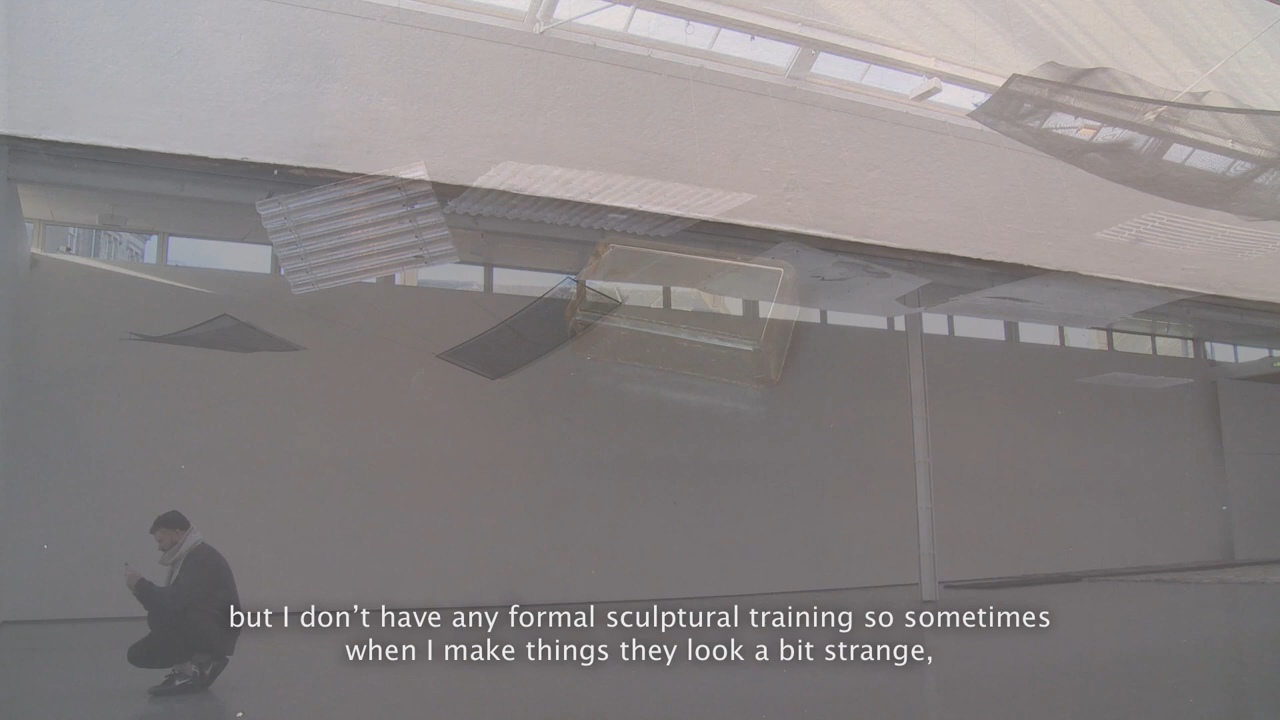 but I don’t have any formal sculptural training so sometimes
when I make things they look a bit strange,